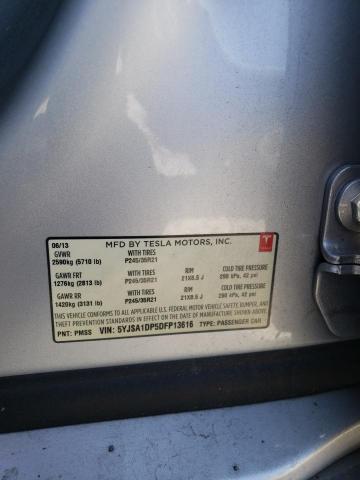 06/13 MFD BY TESLA MOTORS, INC.
GVWR WITH TIRES
2590kg (5710 lb) P245/35R21
GAWR FRT WITH TIRES RIM COLD TIRE PRESSURE
1276kg (2813 lb) P245/35R21 21X8.5 J 290 kPa, 42 psi
GAWR RR WITH TIRES RIM COLD TIRE PRESSURE
1420kg (3131 lb) P245/35R21 21X8.5 J 290 kPa, 42 psi
THIS VEHICLE CONFORMS TO ALL APPLICABLE U.S. FEDERAL MOTOR VEHICLE SAFETY, BUMPER, AND
THEFT PREVENTION STANDARDS IN EFFECT ON THE DATE OF MANUFACTURE SHOWN ABOVE.
PNT: PMSS VIN: 5YJSA1DP5DFP13616 TYPE: PASSENGER CAR